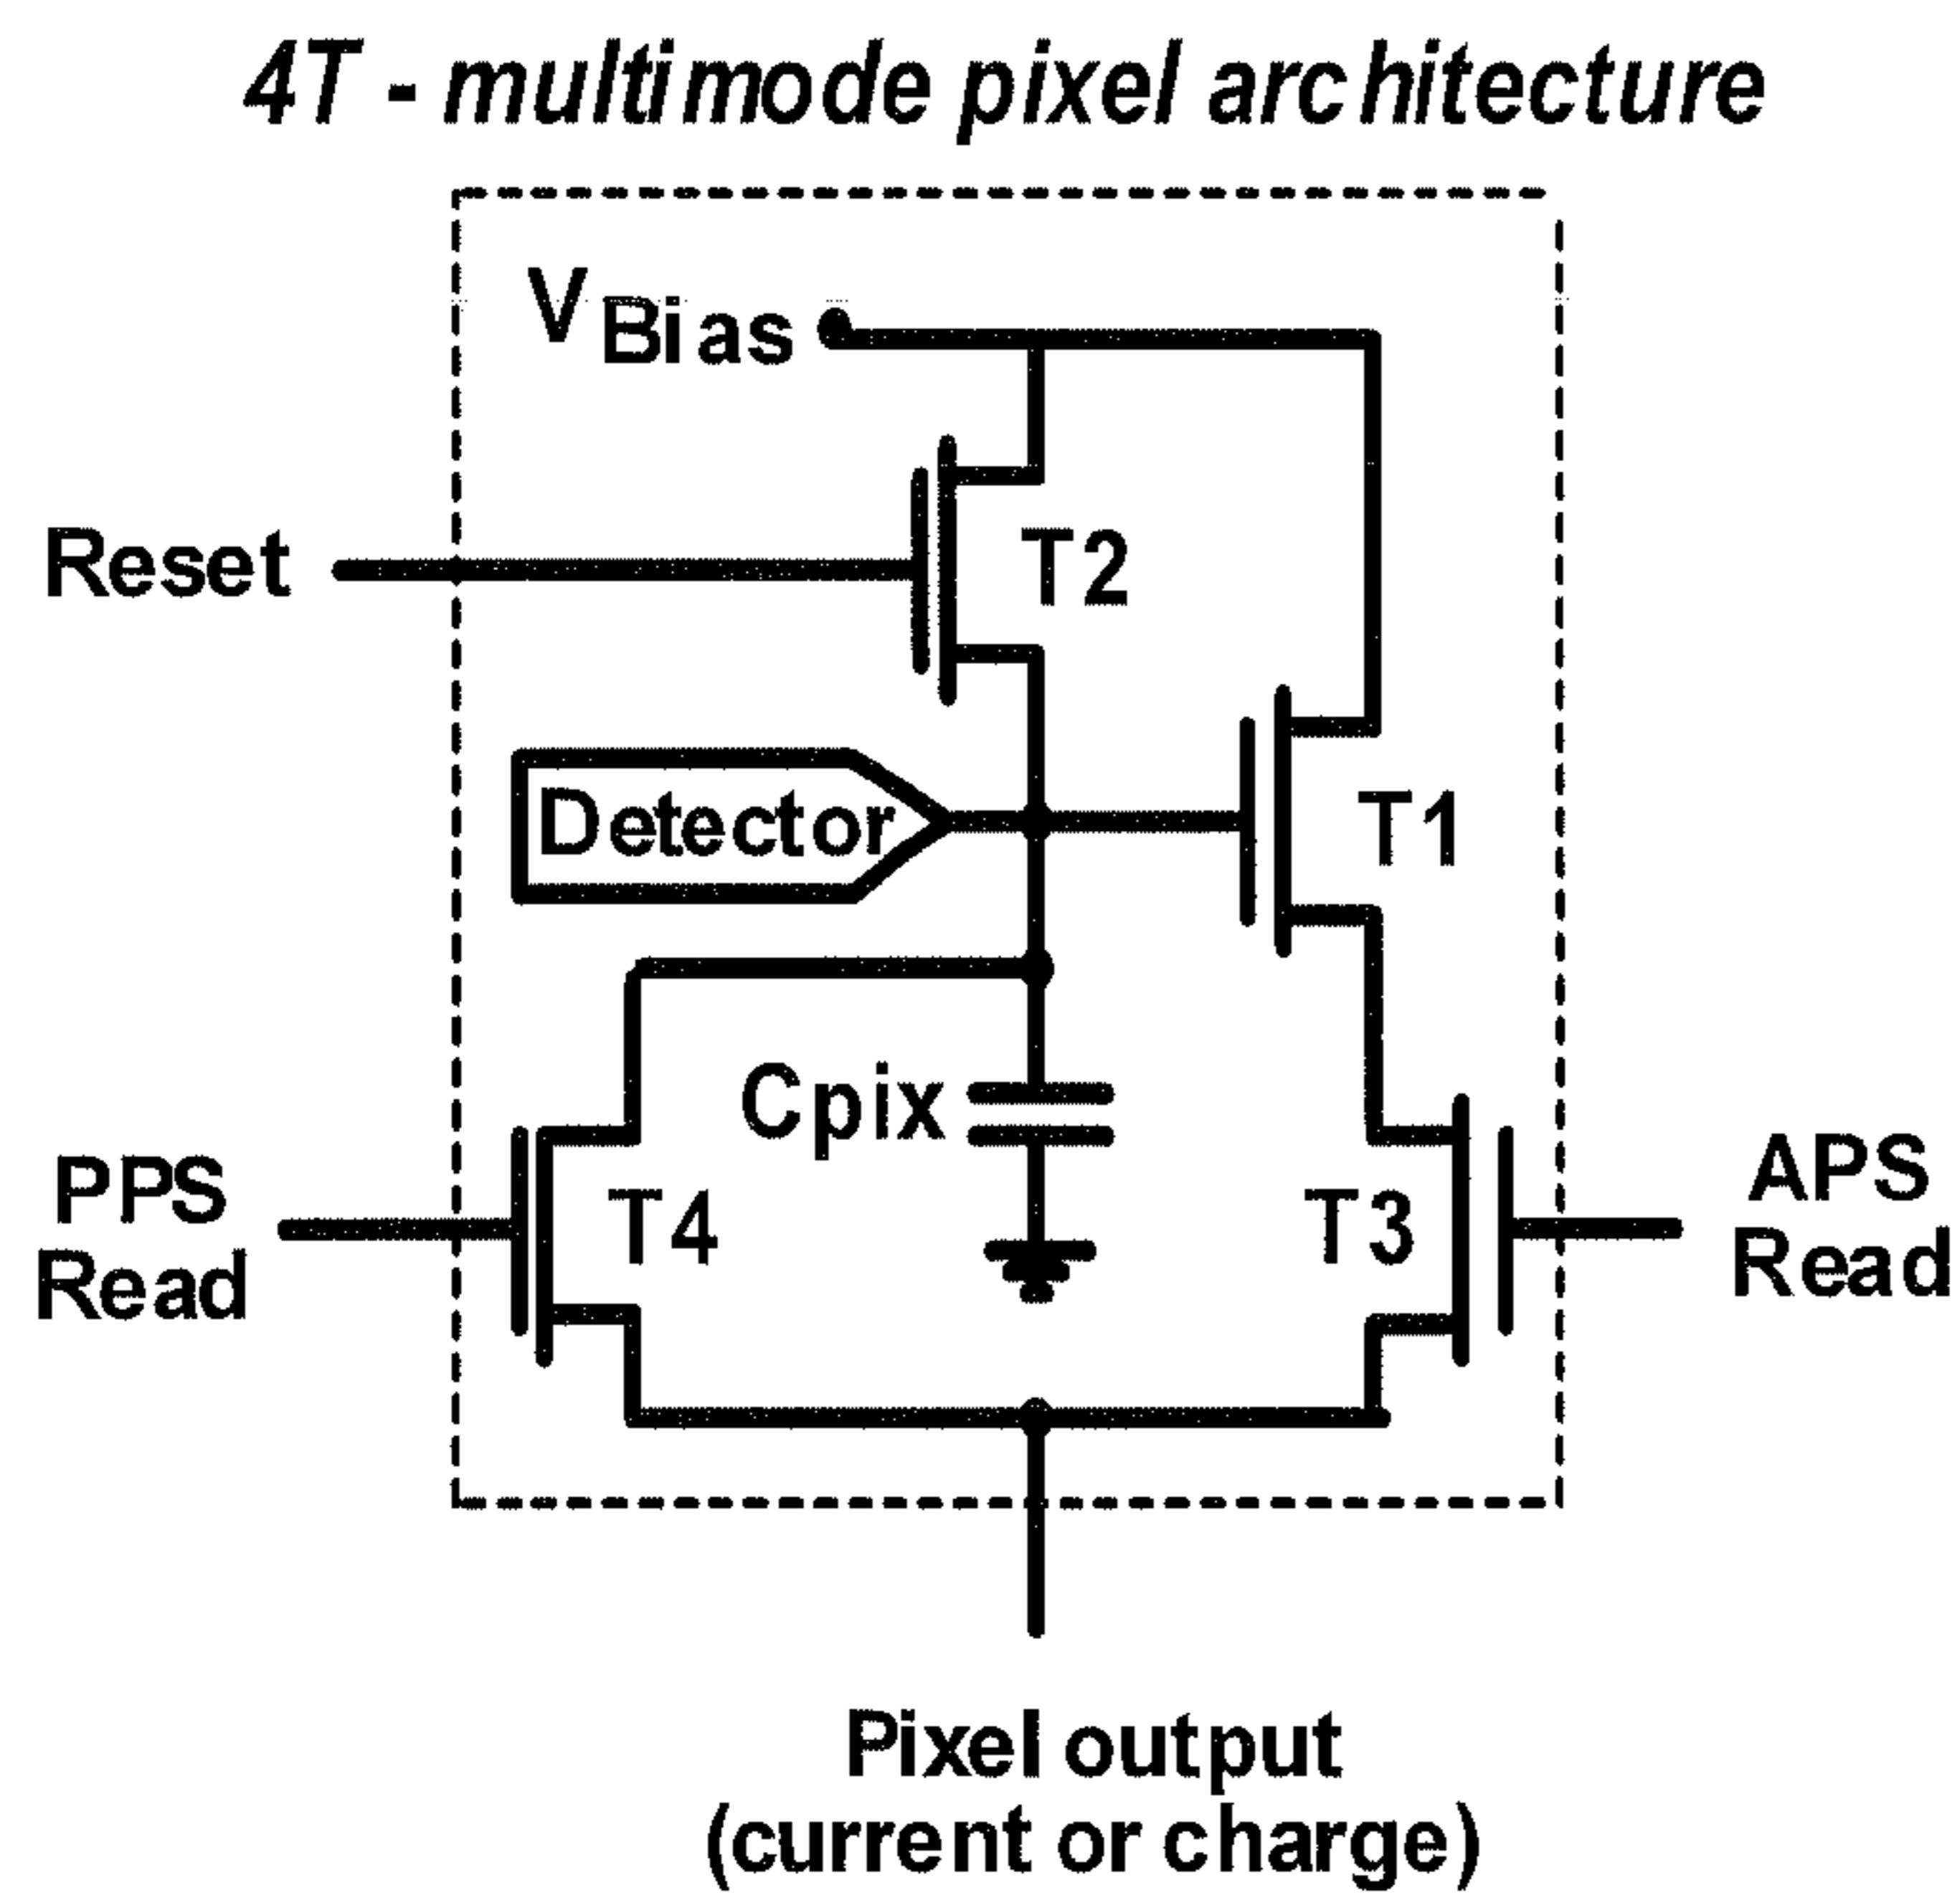 4T - multimode pixel architecture
VBias
Reset
T2
Detector
T1
Cpix
PPS
Read
T4
T3
APS
Read
Pixel output
(current or charge)